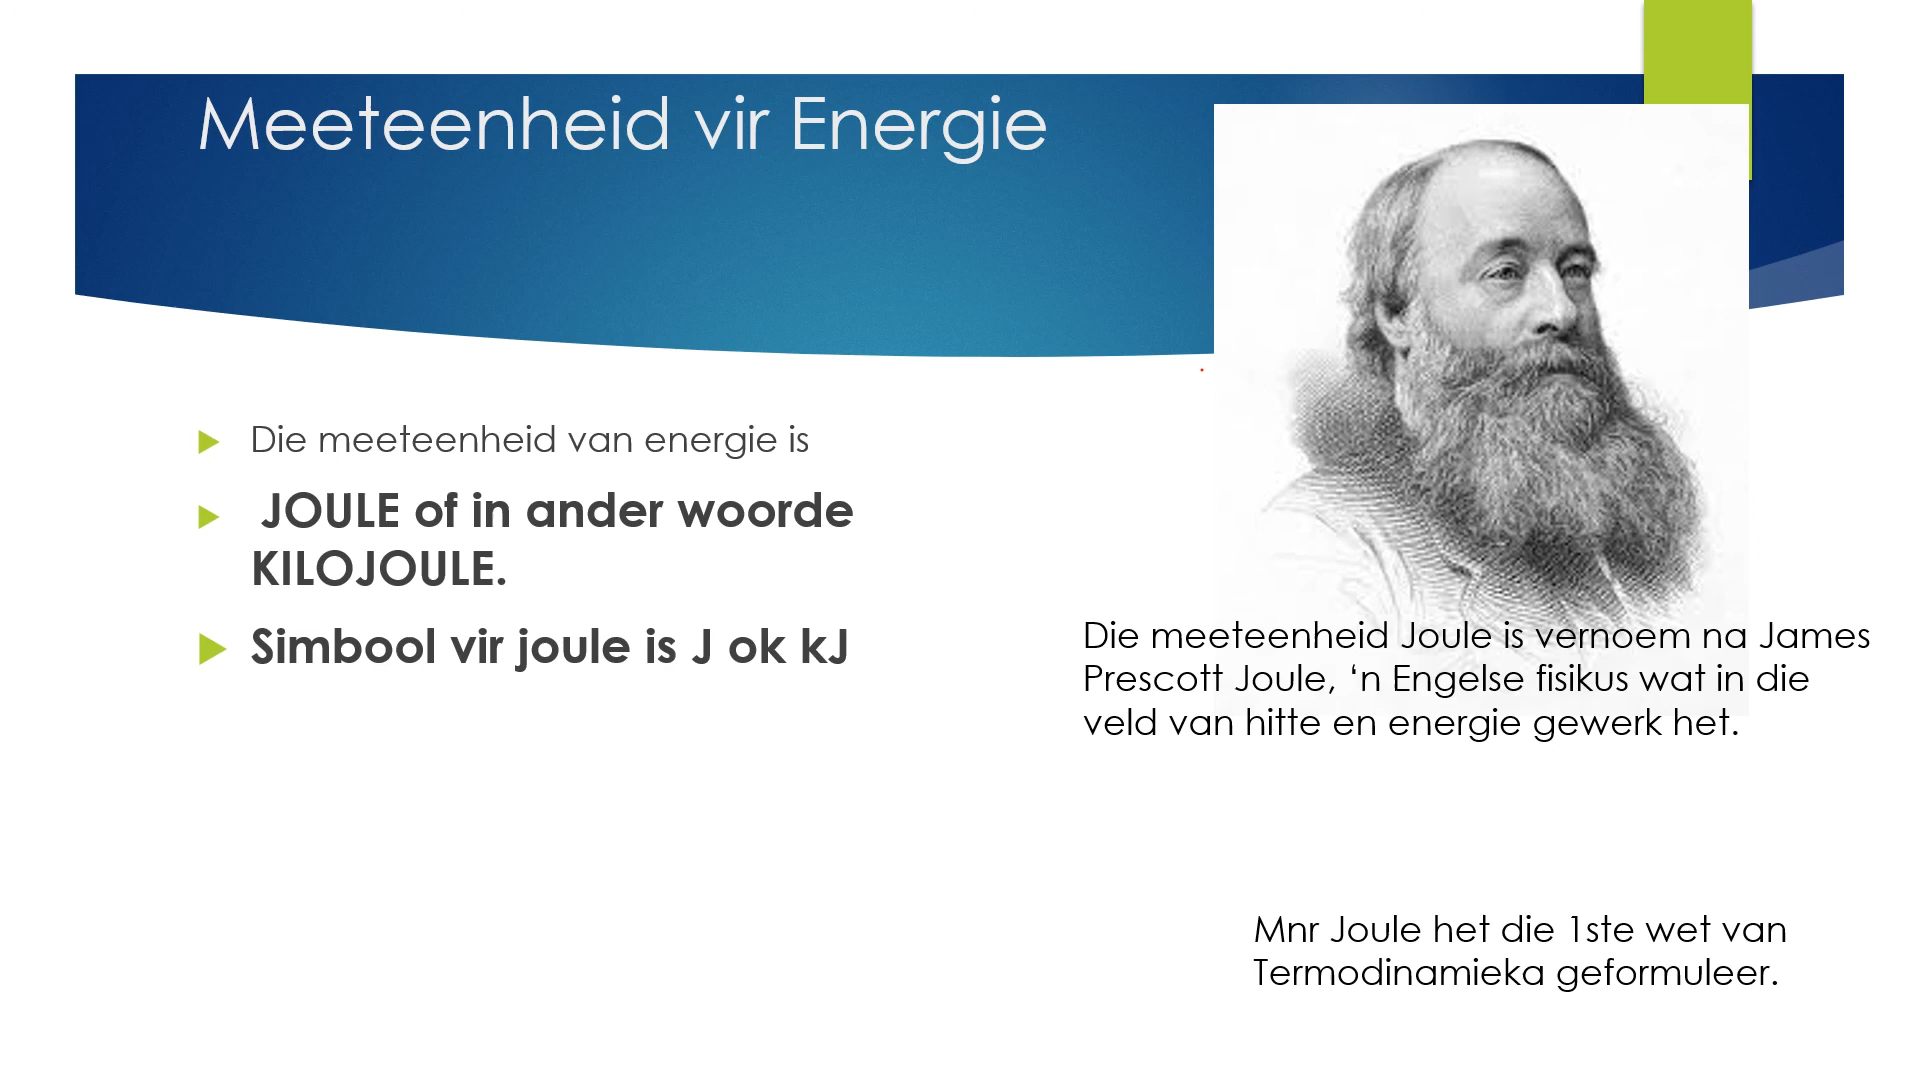 Meeteenheid vir Energie
Die meeteenheid van energie is
JOULE of in ander woorde
KILOJOULE.
Simbool vir joule is J ok kJ
Die meeteenheid Joule is vernoem na James
Prescott Joule, ‘n Engelse fisikus wat in die
veld van hitte en energie gewerk het.
Mnr Joule het die 1ste wet van
Termodinamieka geformuleer.